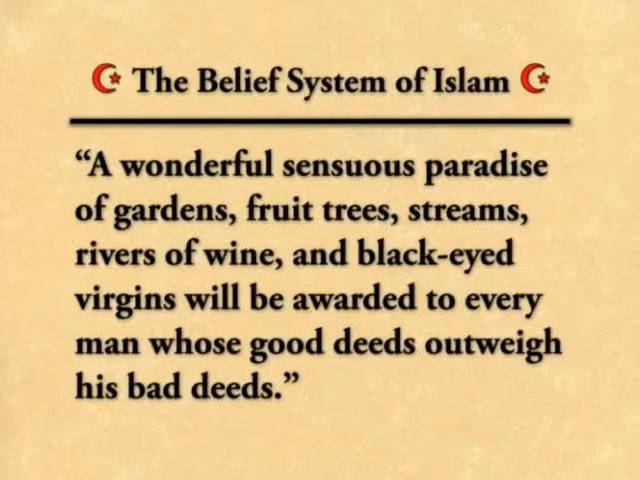 The Belief System of Islam
“A wonderful sensuous paradise
of gardens, fruit trees, streams,
rivers of wine, and black-eyed
virgins will be awarded to every
man whose good deeds outweigh
his bad deeds.”